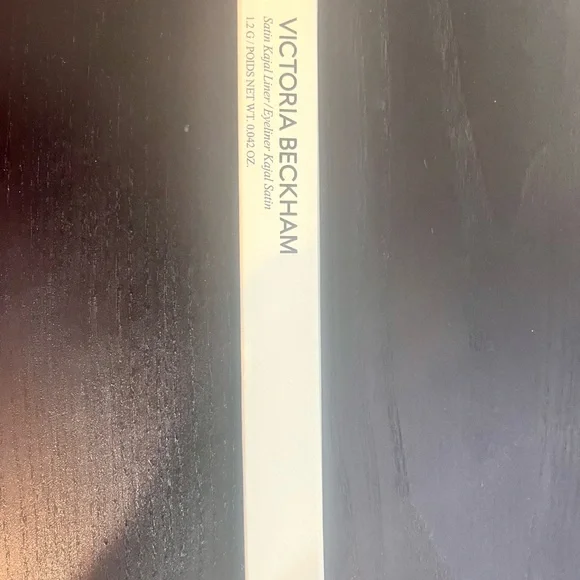 VICTORIA BECKHAM
Satin Kajal Liner / Eyeliner Kajal Satin
1.2 G / POIDS NET WT. 0.042 OZ.